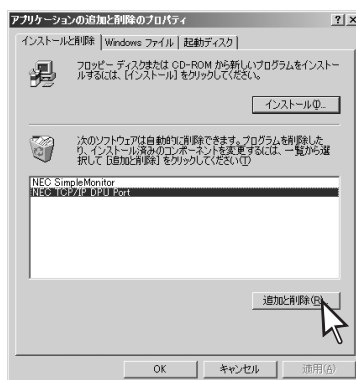 アプリケーションの追加と削除のプロパティ
インストールと削除 Windows ファイル 起動ディスク
フロッピー ディスクまたは CD-ROM から新しいプログラムをインストー
ルするには、[インストール] をクリックしてください。
インストール(I)...
次のソフトウェアは自動的に削除できます。プログラムを削除した
り、インストール済みのコンポーネントを変更するには、一覧から選
択して [追加と削除] をクリックしてください(T)
NEC SimpleMonitor
NEC TCP/IP DPU Port
追加と削除(R)...
OK キャンセル 適用(A)